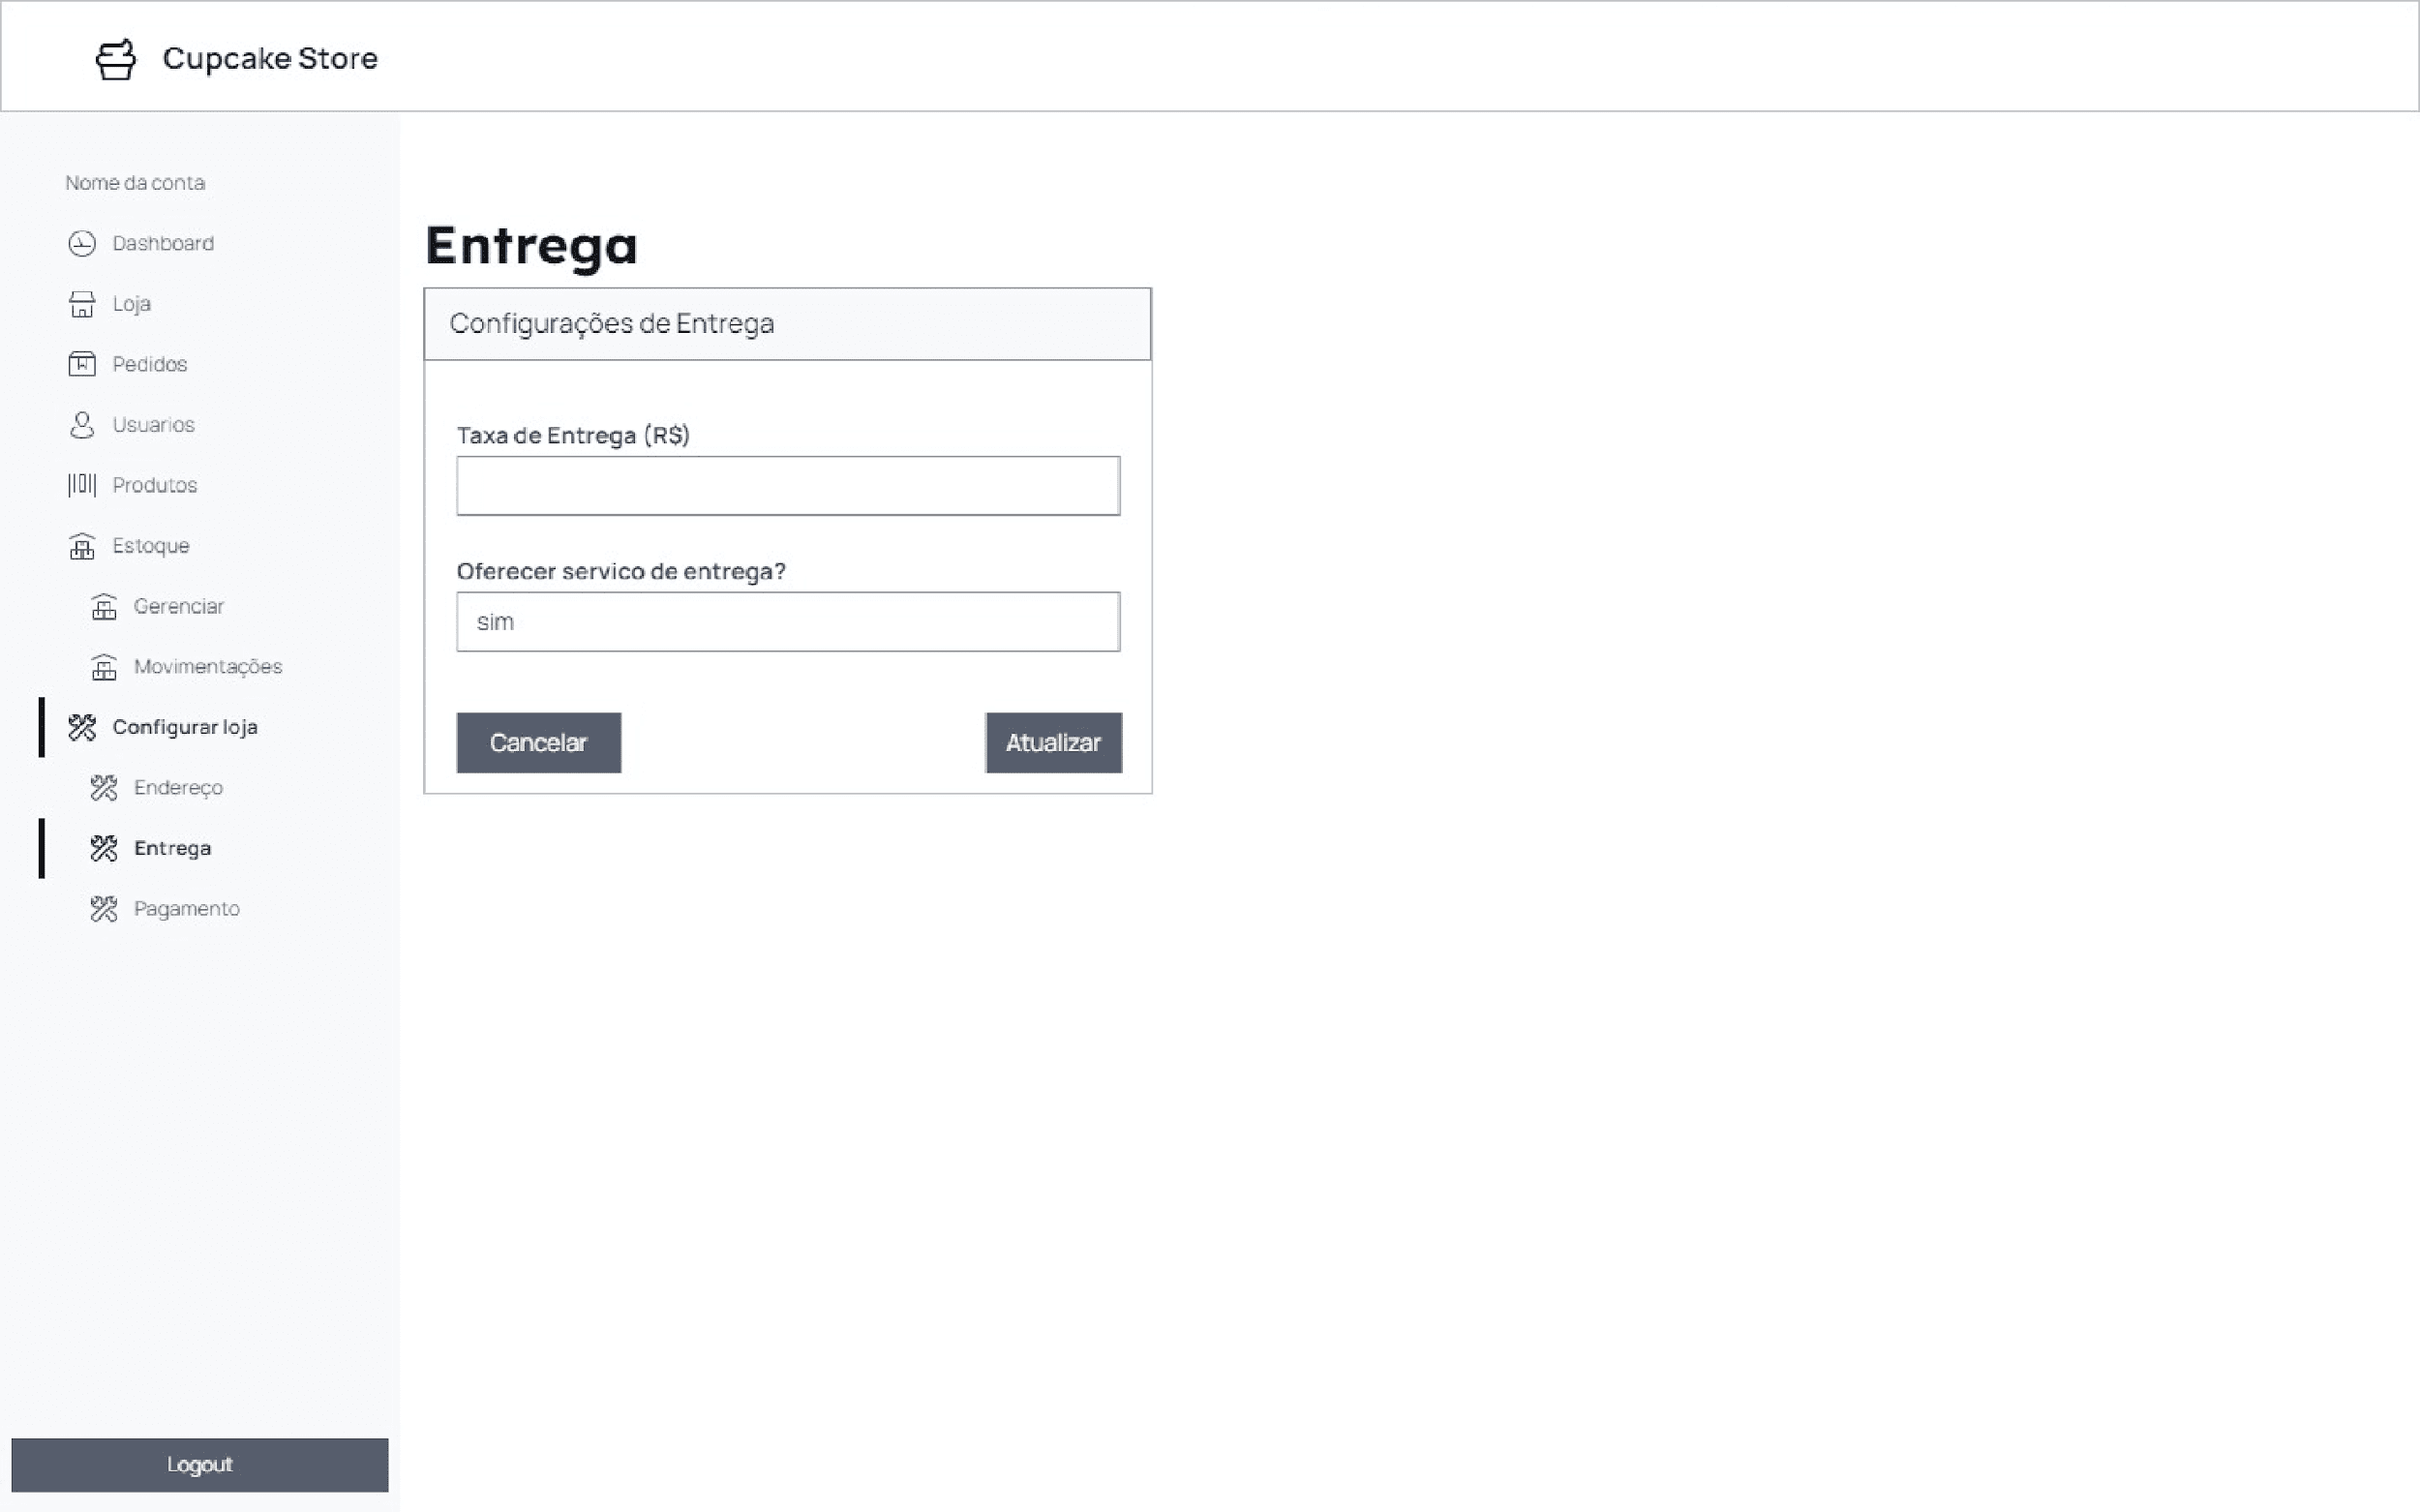 Cupcake Store
Nome da conta
Dashboard
Loja
Pedidos
Usuarios
Produtos
Estoque
Gerenciar
Movimentações
Configurar loja
Endereço
Entrega
Pagamento
Logout
Entrega
Configurações de Entrega
Taxa de Entrega (R$)
Oferecer servico de entrega?
sim
Cancelar
Atualizar